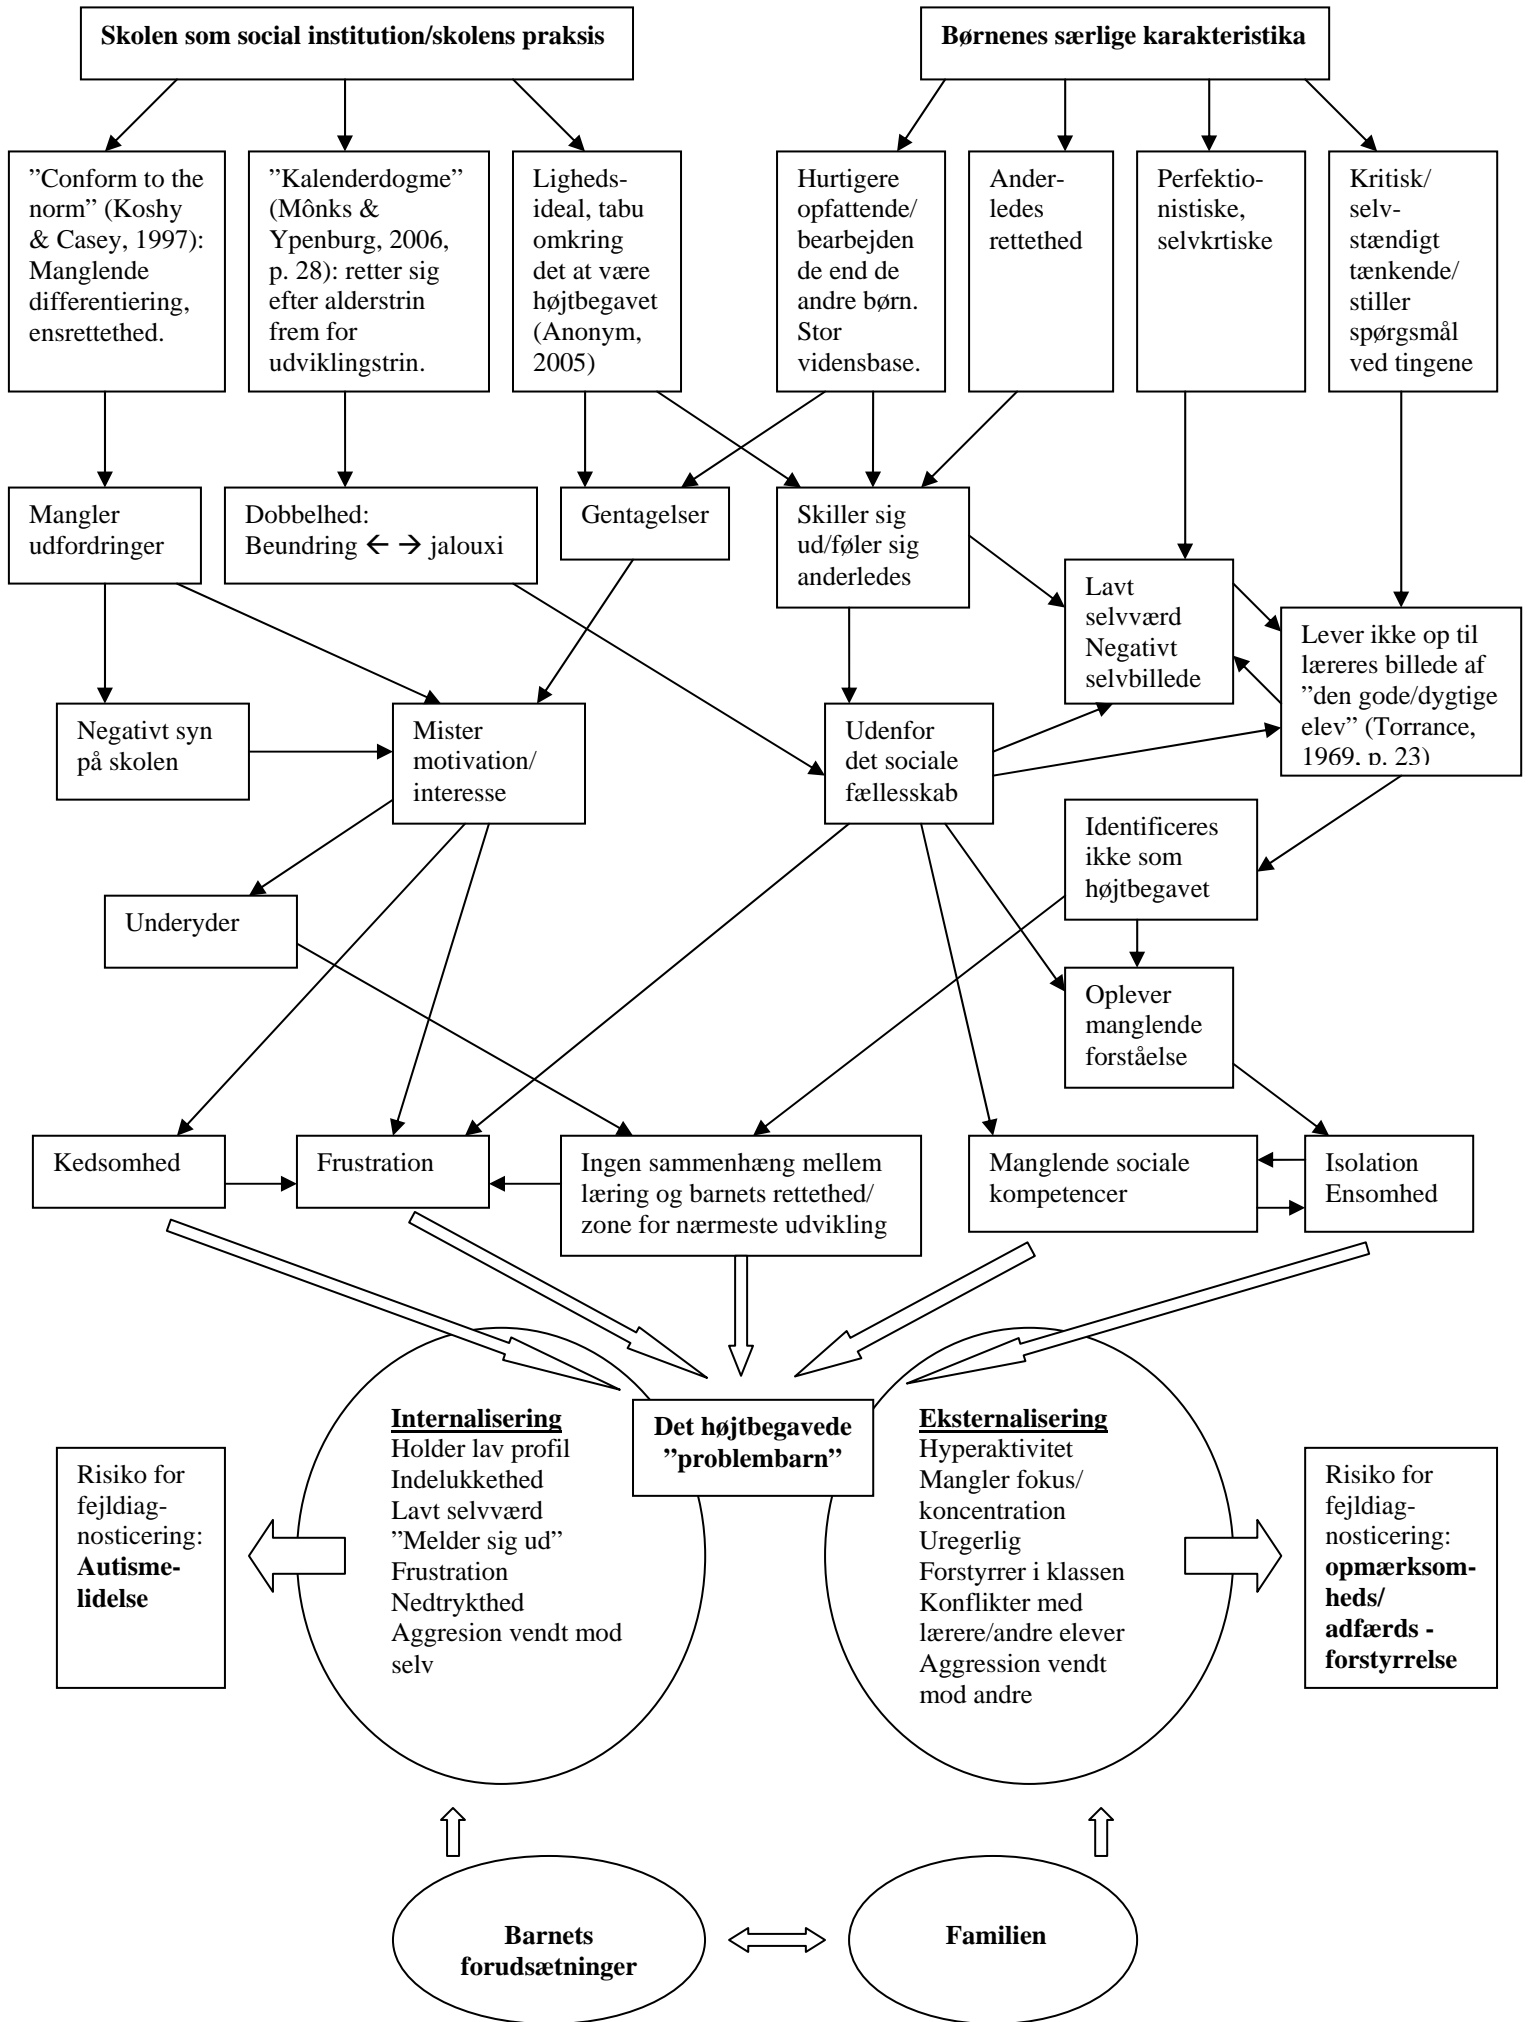 Skolen som social institution/skolens praksis
Børnenes særlige karakteristika
”Conform to the
norm” (Koshy
& Casey, 1997):
Manglende
differentiering,
ensrettethed.
”Kalenderdogme”
(Mônks &
Ypenburg, 2006,
p. 28): retter sig
efter alderstrin
frem for
udviklingstrin.
Ligheds-
ideal, tabu
omkring
det at være
højtbegavet
(Anonym,
2005)
Hurtigere
opfattende/
bearbejden
de end de
andre børn.
Stor
vidensbase.
Ander-
ledes
rettethed
Perfektio-
nistiske,
selvkrtiske
Kritisk/
selv-
stændigt
tænkende/
stiller
spørgsmål
ved tingene
Mangler
udfordringer
Dobbelhed:
Beundring ← → jalouxi
Gentagelser
Skiller sig
ud/føler sig
anderledes
Lavt
selvværd
Negativt
selvbillede
Lever ikke op til
læreres billede af
”den gode/dygtige
elev” (Torrance,
1969, p. 23)
Negativt syn
på skolen
Mister
motivation/
interesse
Udenfor
det sociale
fællesskab
Identificeres
ikke som
højtbegavet
Underyder
Oplever
manglende
forståelse
Kedsomhed
Frustration
Ingen sammenhæng mellem
læring og barnets rettethed/
zone for nærmeste udvikling
Manglende sociale
kompetencer
Isolation
Ensomhed
Det højtbegavede
”problembarn”
Internalisering
Holder lav profil
Indelukkethed
Lavt selvværd
”Melder sig ud”
Frustration
Nedtrykthed
Aggresion vendt mod
selv
Eksternalisering
Hyperaktivitet
Mangler fokus/
koncentration
Uregerlig
Forstyrrer i klassen
Konflikter med
lærere/andre elever
Aggression vendt
mod andre
Risiko for
fejldiag-
nosticering:
Autisme-
lidelse
Risiko for
fejldiag-
nosticering:
opmærksom-
heds/
adfærds -
forstyrrelse
Barnets
forudsætninger
Familien